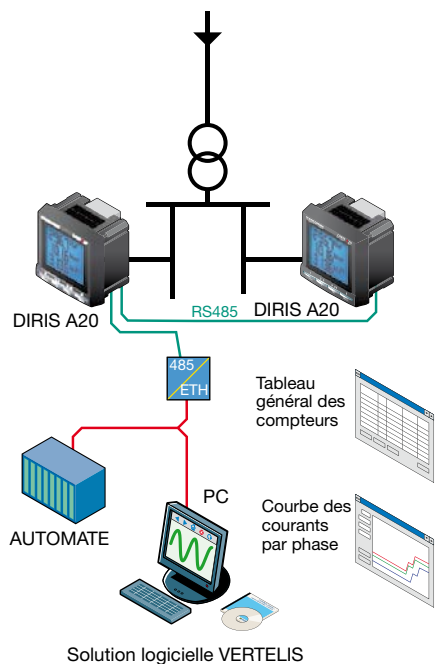 DIRIS A20
RS485
DIRIS A20
485
ETH
Tableau
général des
compteurs
AUTOMATE
PC
Courbe des
courants
par phase
Solution logicielle VERTELIS